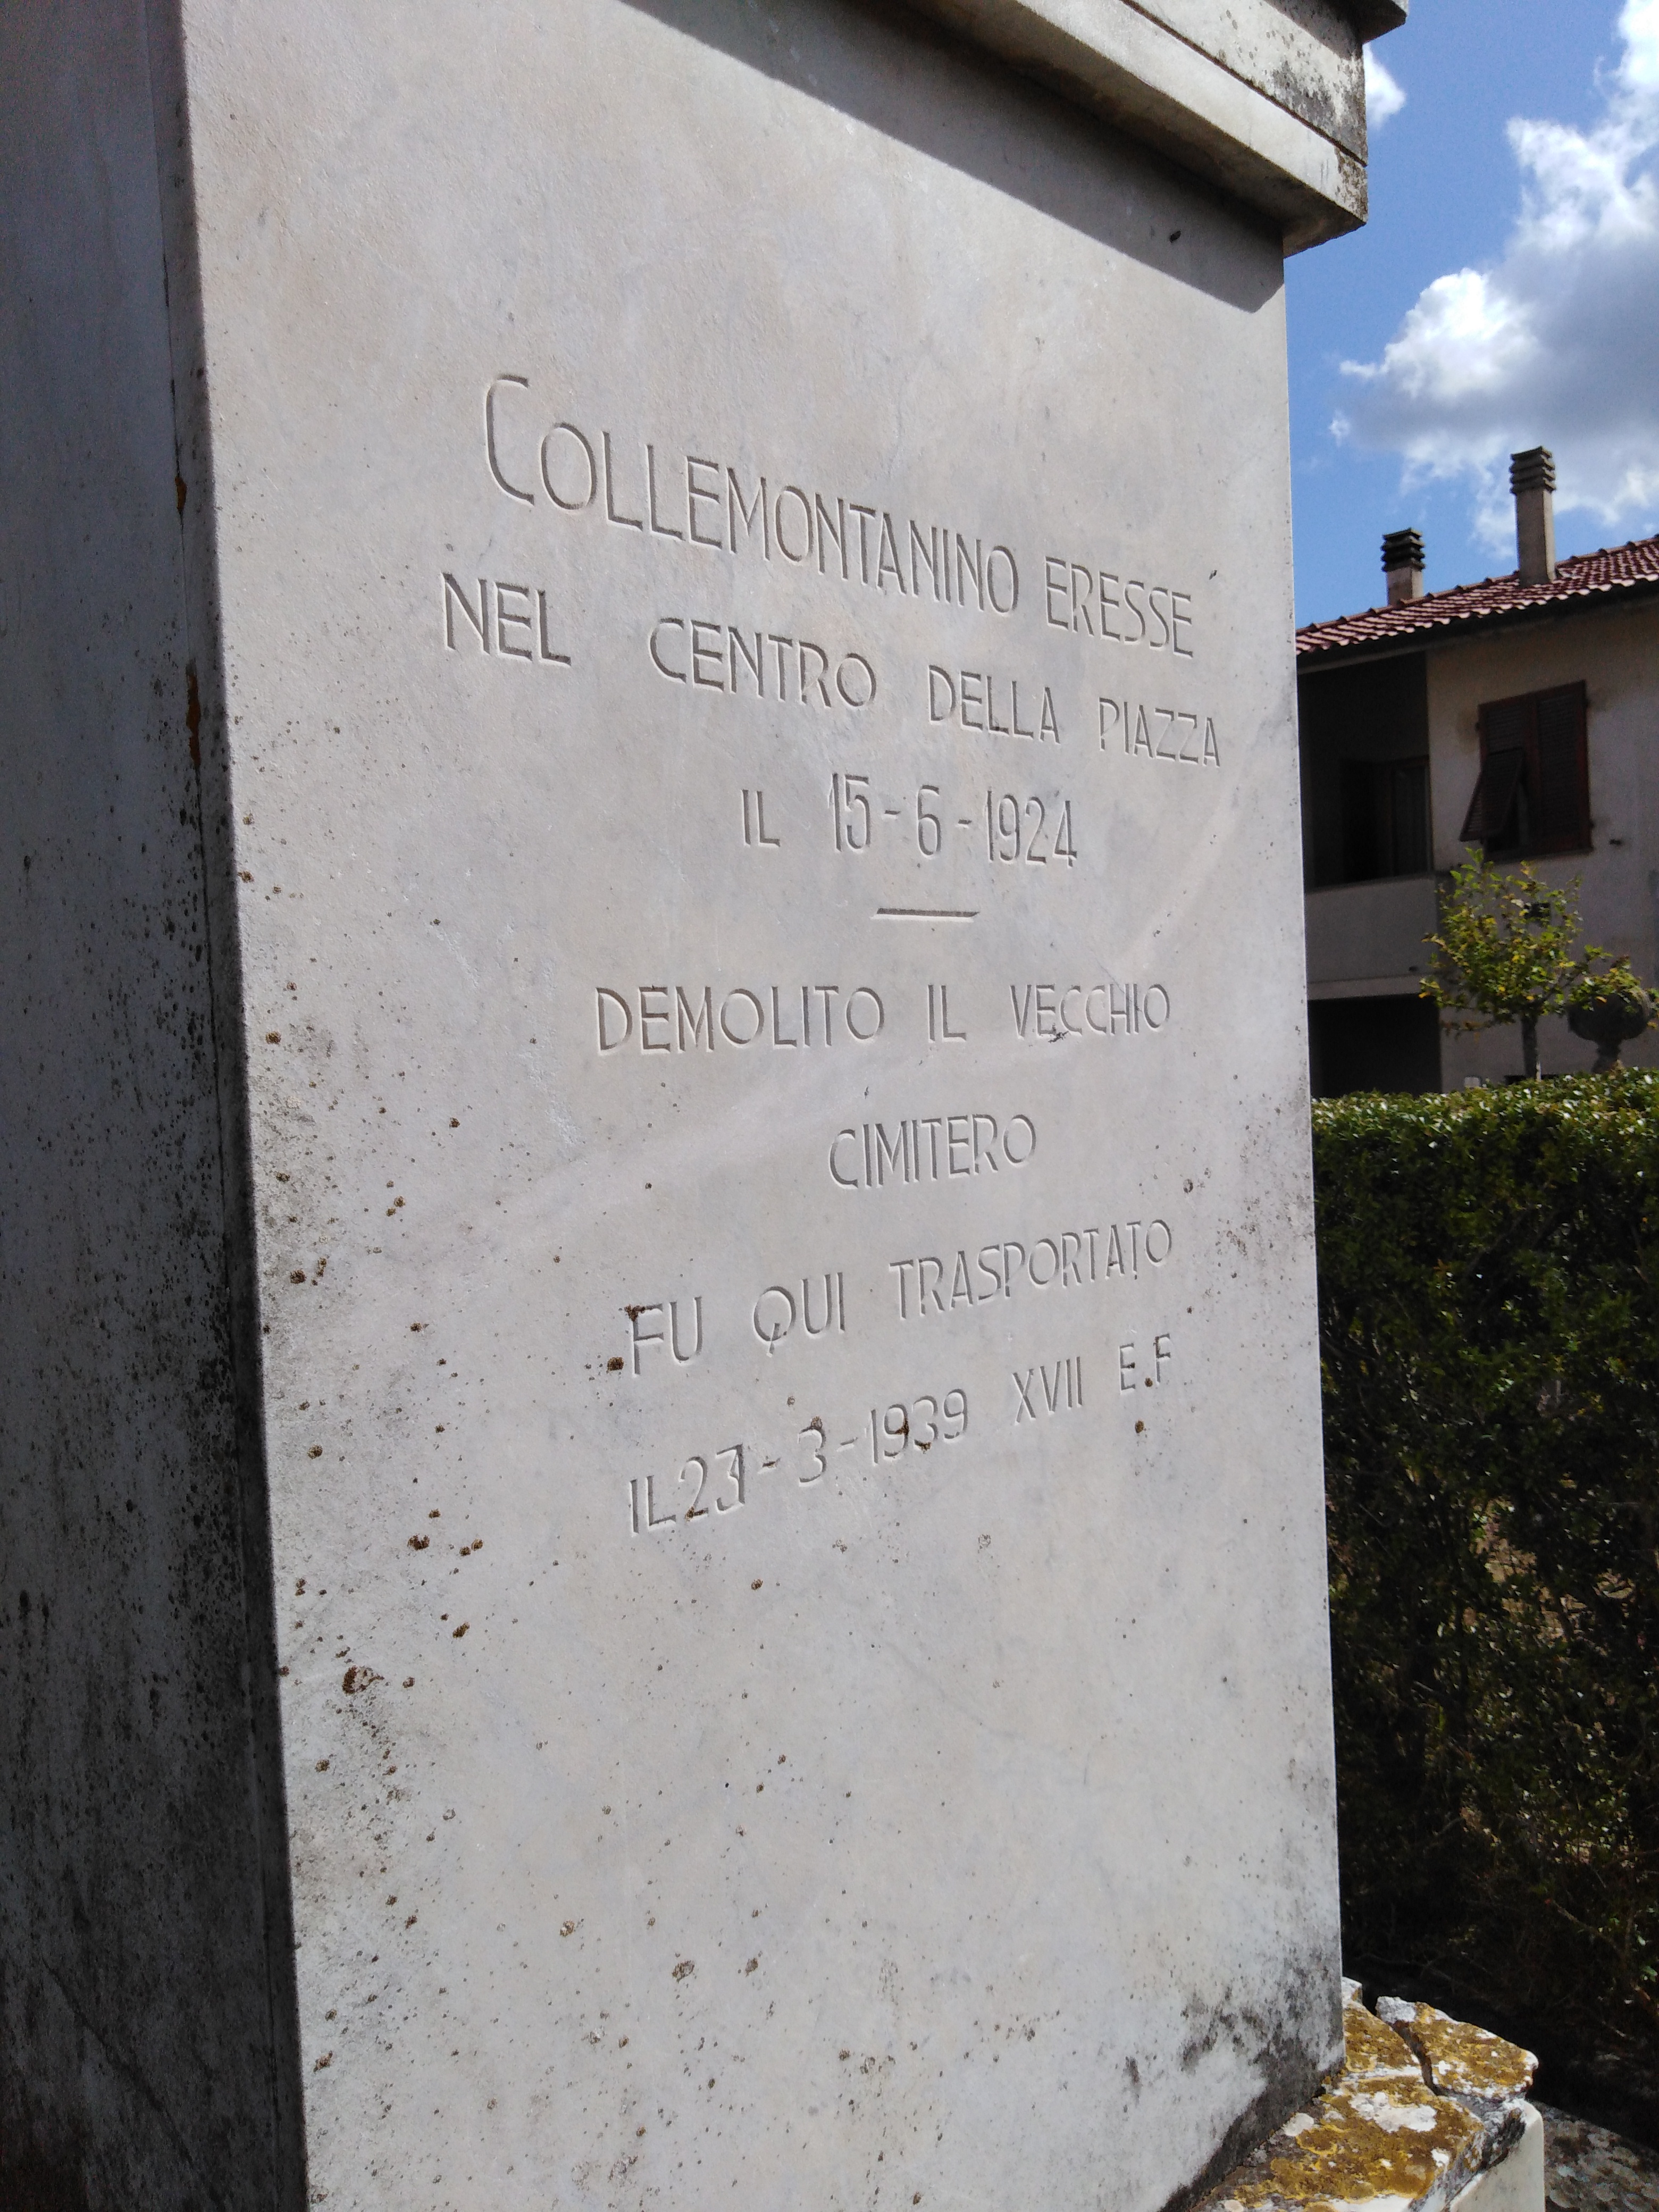 COLLEMONTANINO ERESSE
NEL CENTRO DELLA PIAZZA
IL 15-6-1924
DEMOLITO IL VECCHIO
CIMITERO
FU QUI TRASPORTATO
IL 23-3-1939 XVII E.F